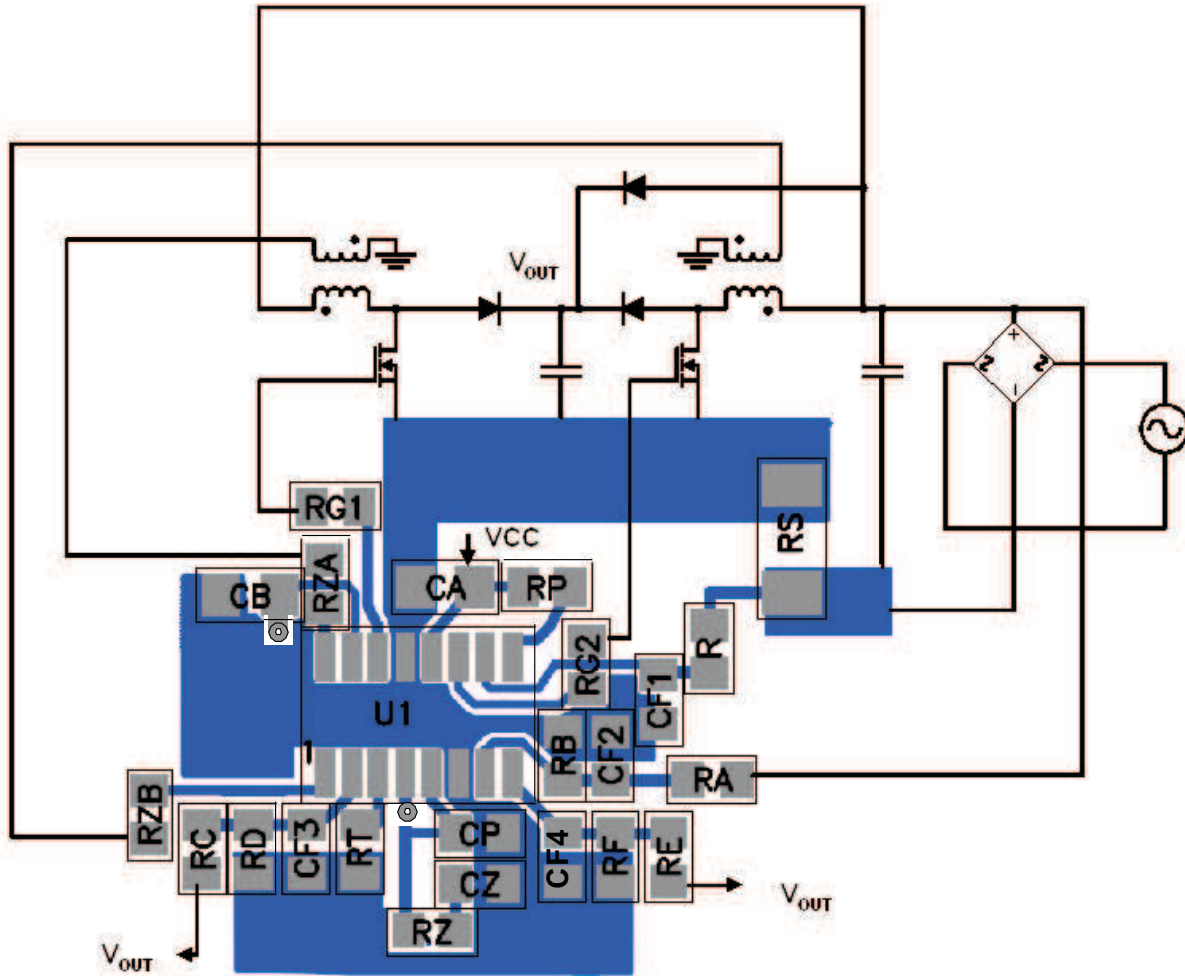 VOUT
+
-
RG1
VCC
RS
CB
RZA
CA
RP
R
RG2
CF1
U1
1
RB
CF2
RA
RZB
RC
RD
CF3
RT
CP
CF4
RF
RE
CZ
RZ
VOUT
VOUT